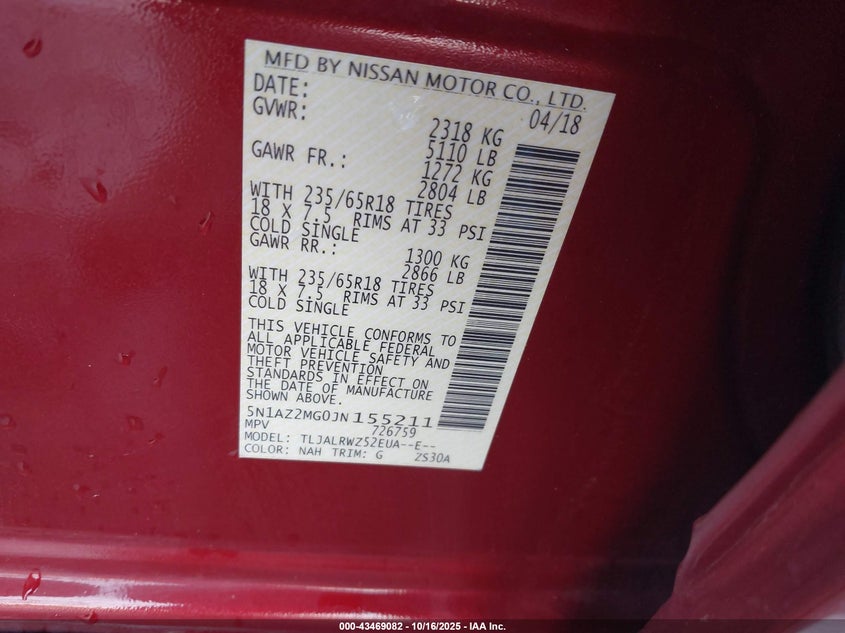 MFD BY NISSAN MOTOR CO., LTD.
DATE: 04/18
GVWR: 2318 KG
5110 LB
GAWR FR.: 1272 KG
2804 LB
WITH 235/65R18 TIRES
18 X 7.5 RIMS AT 33 PSI
COLD SINGLE
GAWR RR.: 1300 KG
2866 LB
WITH 235/65R18 TIRES
18 X 7.5 RIMS AT 33 PSI
COLD SINGLE
THIS VEHICLE CONFORMS TO
ALL APPLICABLE FEDERAL
MOTOR VEHICLE SAFETY AND
THEFT PREVENTION
STANDARDS IN EFFECT ON
THE DATE OF MANUFACTURE
SHOWN ABOVE.
5N1AZ2MG0JN155211
MPV 726759
MODEL: TLJALRWZ52EUA--E--
COLOR: NAH TRIM: G ZS30A
000-43469082 - 10/16/2025 - IAA Inc.